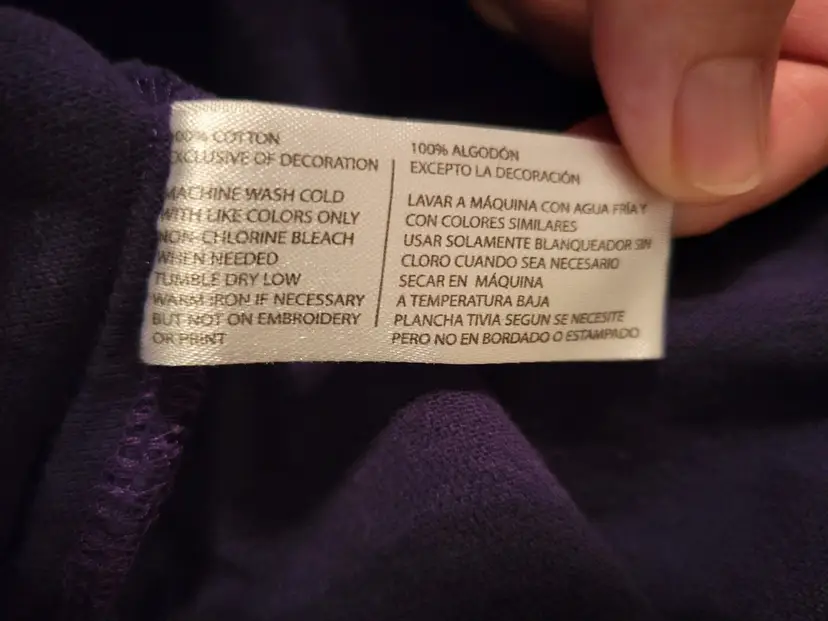 100% COTTON
EXCLUSIVE OF DECORATION
MACHINE WASH COLD
WITH LIKE COLORS ONLY
NON-CHLORINE BLEACH
WHEN NEEDED
TUMBLE DRY LOW
WARM IRON IF NECESSARY
BUT NOT ON EMBROIDERY
OR PRINT
100% ALGODÓN
EXCEPTO LA DECORACIÓN
LAVAR A MÁQUINA CON AGUA FRÍA Y
CON COLORES SIMILARES
USAR SOLAMENTE BLANQUEADOR SIN
CLORO CUANDO SEA NECESARIO
SECAR EN MÁQUINA
A TEMPERATURA BAJA
PLANCHA TIVIA SEGUN SE NECESITE
PERO NO EN BORDADO O ESTAMPADO